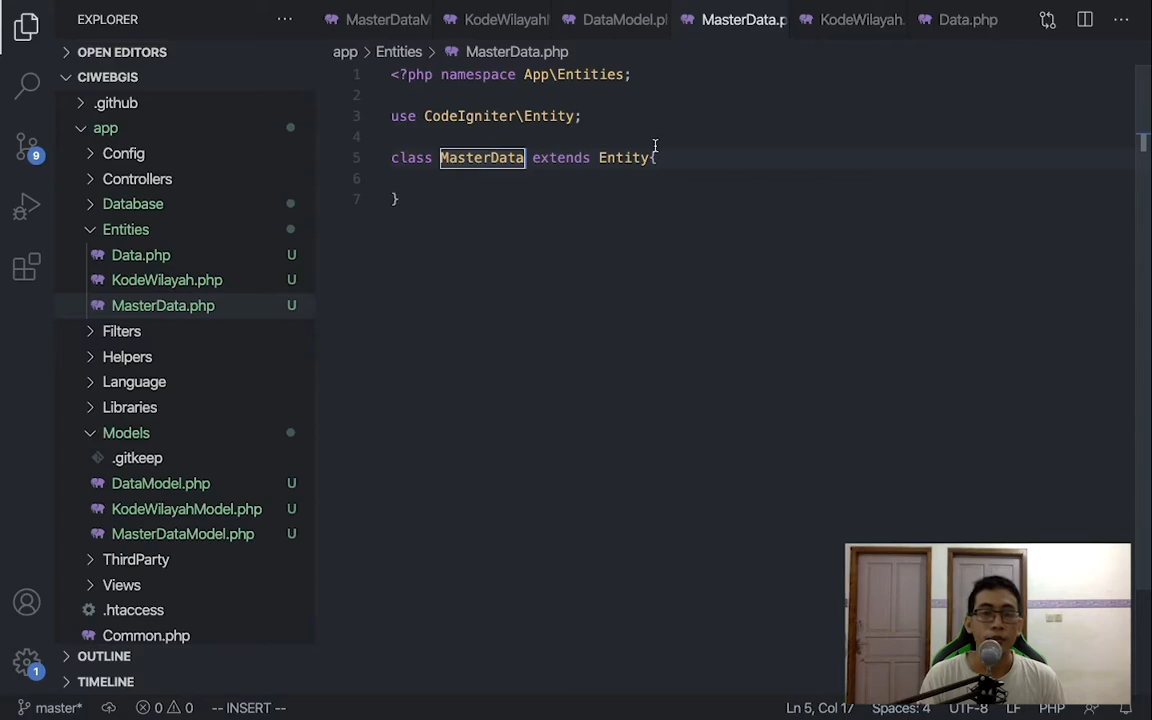 EXPLORER
MasterDataM
KodeWilayahI
DataModel.pl
MasterData.p
KodeWilayah.
Data.php
OPEN EDITORS
app > Entities > MasterData.php
CIWEBGIS
.github
app
Config
Controllers
Database
Entities
Data.php U
KodeWilayah.php U
MasterData.php U
Filters
Helpers
Language
Libraries
Models
.gitkeep
DataModel.php U
KodeWilayahModel.php U
MasterDataModel.php U
ThirdParty
Views
.htaccess
Common.php
OUTLINE
TIMELINE
1 <?php namespace App\Entities;
2
3 use CodeIgniter\Entity;
4
5 class MasterData extends Entity{
6
7 }
9
1
master* 0 0 -- INSERT -- Ln 5, Col 17 Spaces: 4 UTF-8 LF PHP